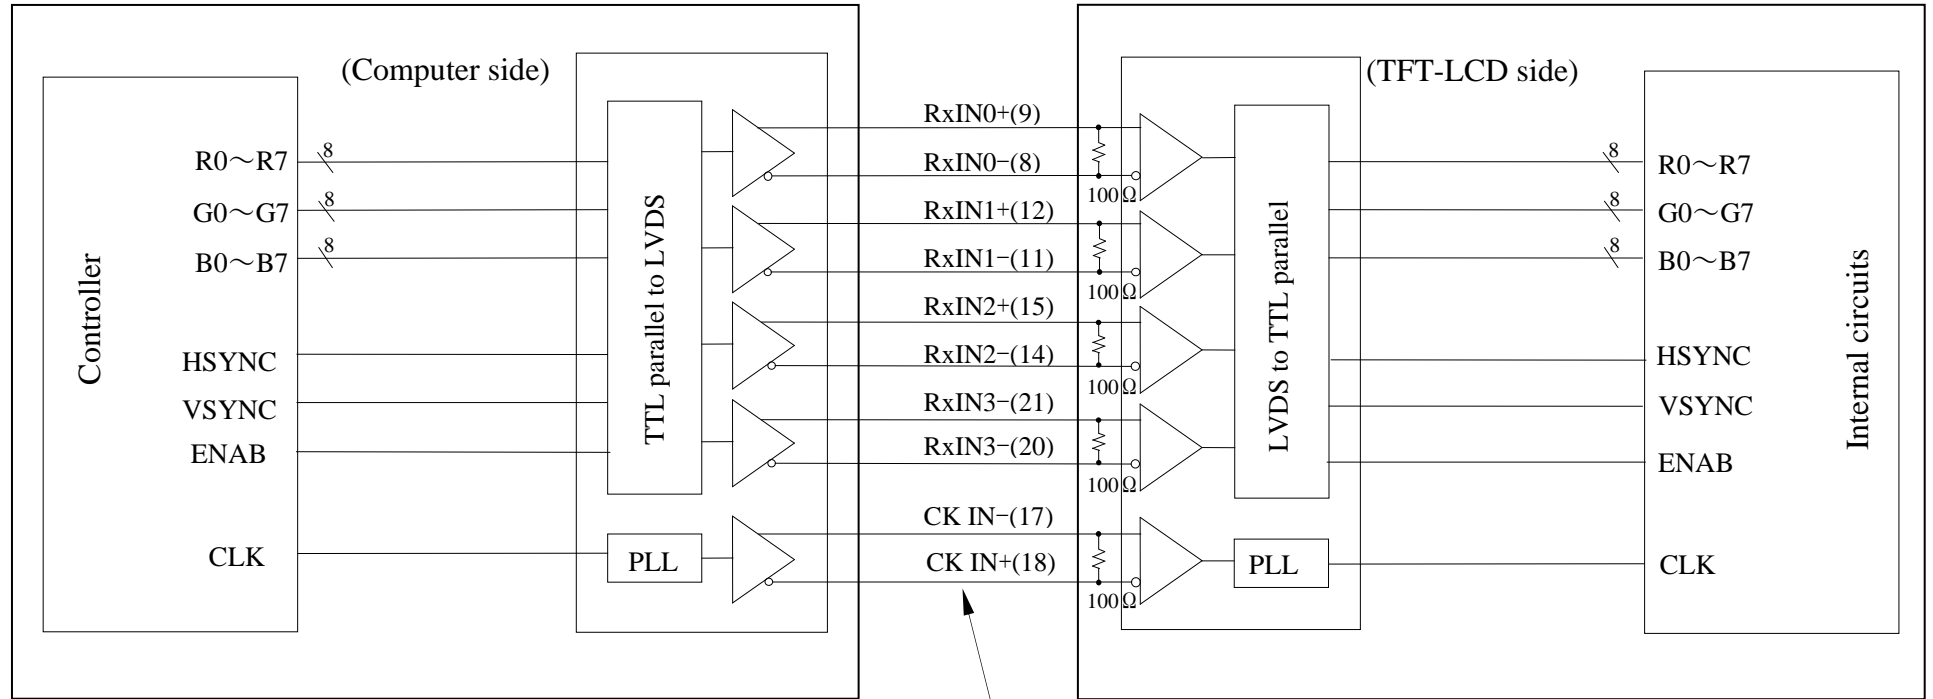 (Computer side)
Controller
R0～R7
8
G0～G7
8
B0～B7
8
HSYNC
VSYNC
ENAB
CLK
TTL parallel to LVDS
PLL
RxIN0+(9)
RxIN0−(8)
RxIN1+(12)
RxIN1−(11)
RxIN2+(15)
RxIN2−(14)
RxIN3−(21)
RxIN3−(20)
CK IN−(17)
CK IN+(18)
(TFT-LCD side)
100Ω
100Ω
100Ω
100Ω
100Ω
LVDS to TTL parallel
PLL
8
R0～R7
8
G0～G7
8
B0～B7
HSYNC
VSYNC
ENAB
CLK
Internal circuits